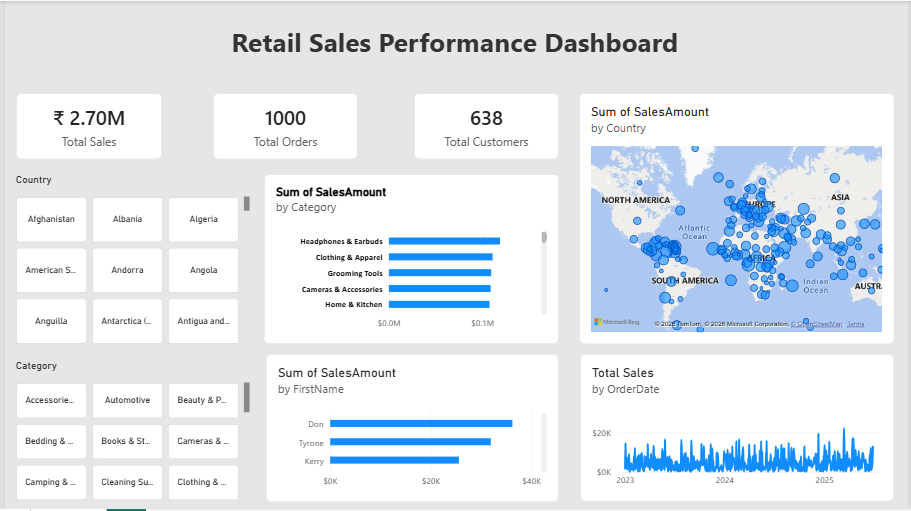 Retail Sales Performance Dashboard
₹ 2.70M
Total Sales
1000
Total Orders
638
Total Customers
Country
Afghanistan
Albania
Algeria
American S...
Andorra
Angola
Anguilla
Antarctica (...
Antigua and...
Category
Accessorie...
Automotive
Beauty & P...
Bedding & ...
Books & St...
Cameras & ...
Camping & ...
Cleaning Su...
Clothing & ...
Sum of SalesAmount
by Category
Headphones & Earbuds
Clothing & Apparel
Grooming Tools
Cameras & Accessories
Home & Kitchen
$0.0M
$0.1M
Sum of SalesAmount
by FirstName
Don
Tyrone
Kerry
$0K
$20K
$40K
Sum of SalesAmount
by Country
NORTH AMERICA
EUROPE
ASIA
Atlantic
Ocean
AFRICA
SOUTH AMERICA
Indian
Ocean
AUSTR
Microsoft Bing
TomTom, © 2026 Microsoft Corporation, © OpenStreetMap Terms
Total Sales
by OrderDate
$20K
$0K
2023
2024
2025